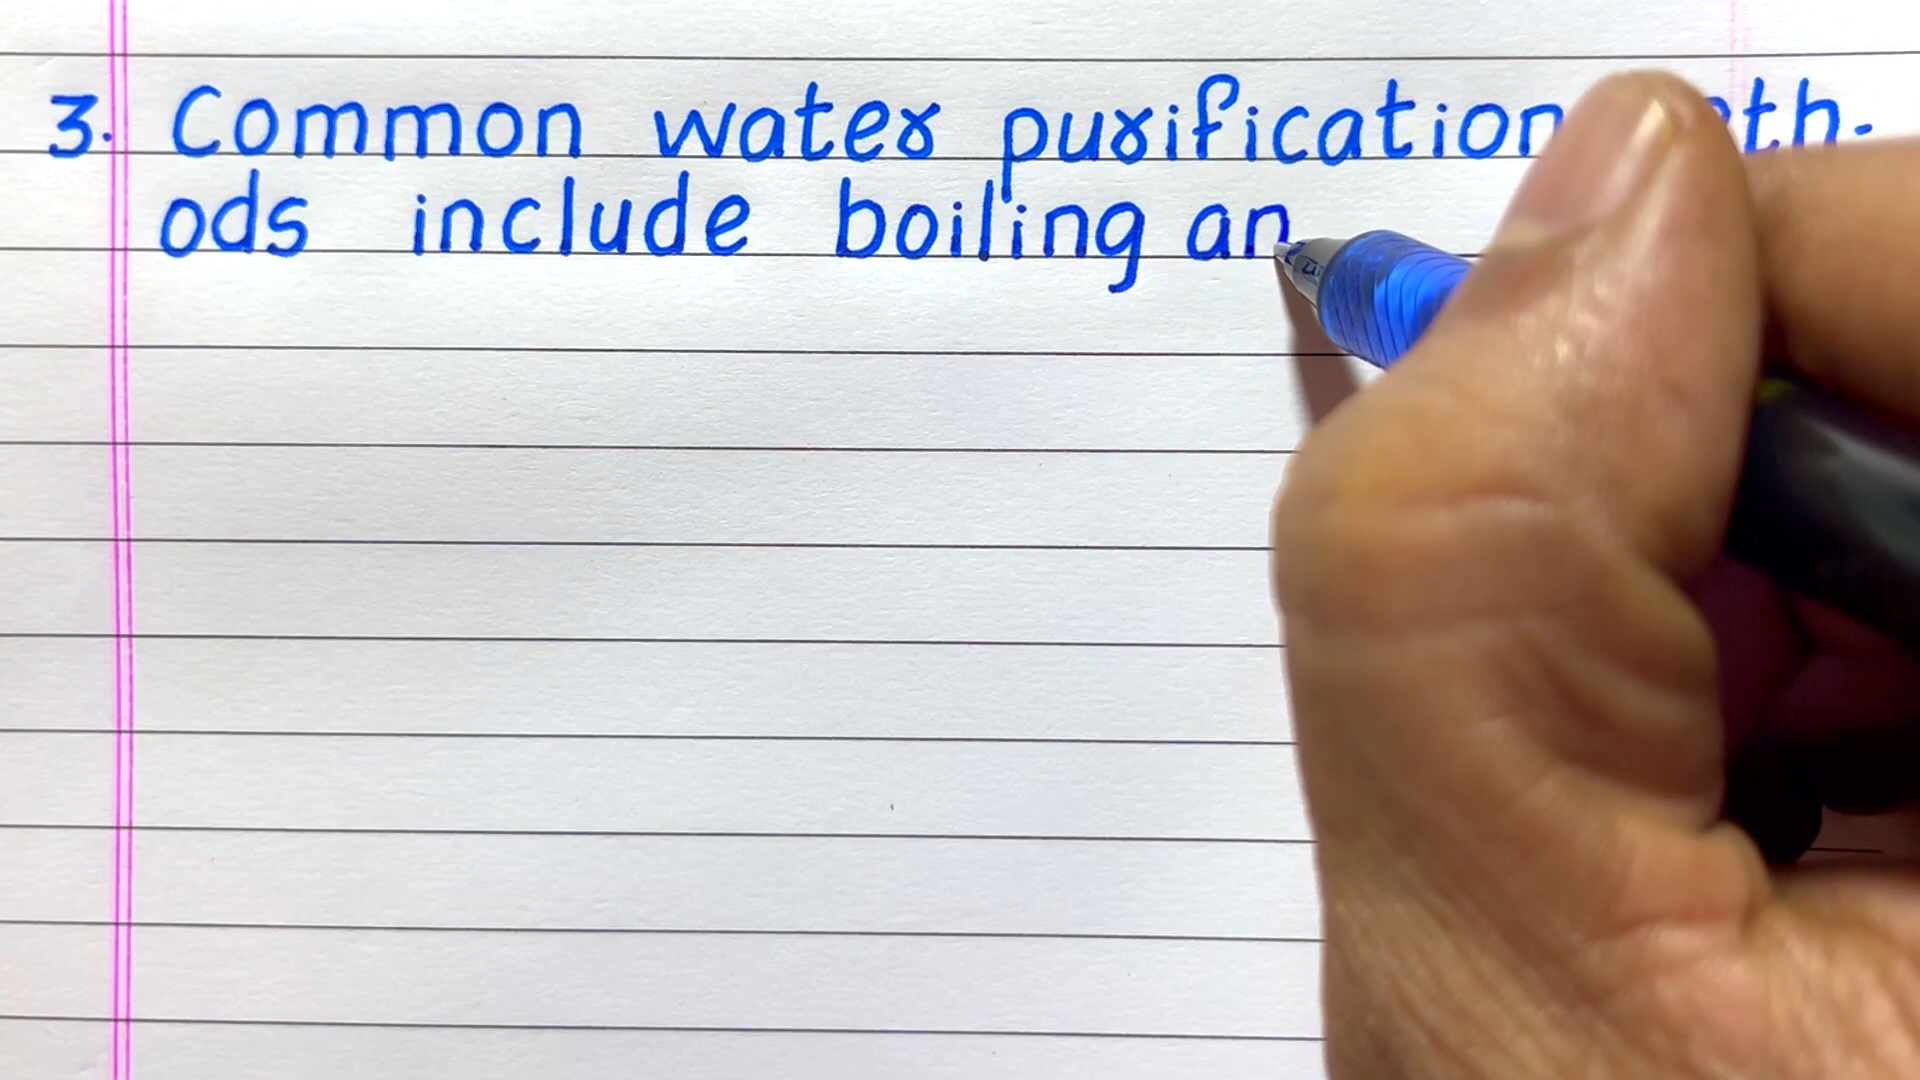 3. Common water purification
ods include boiling an